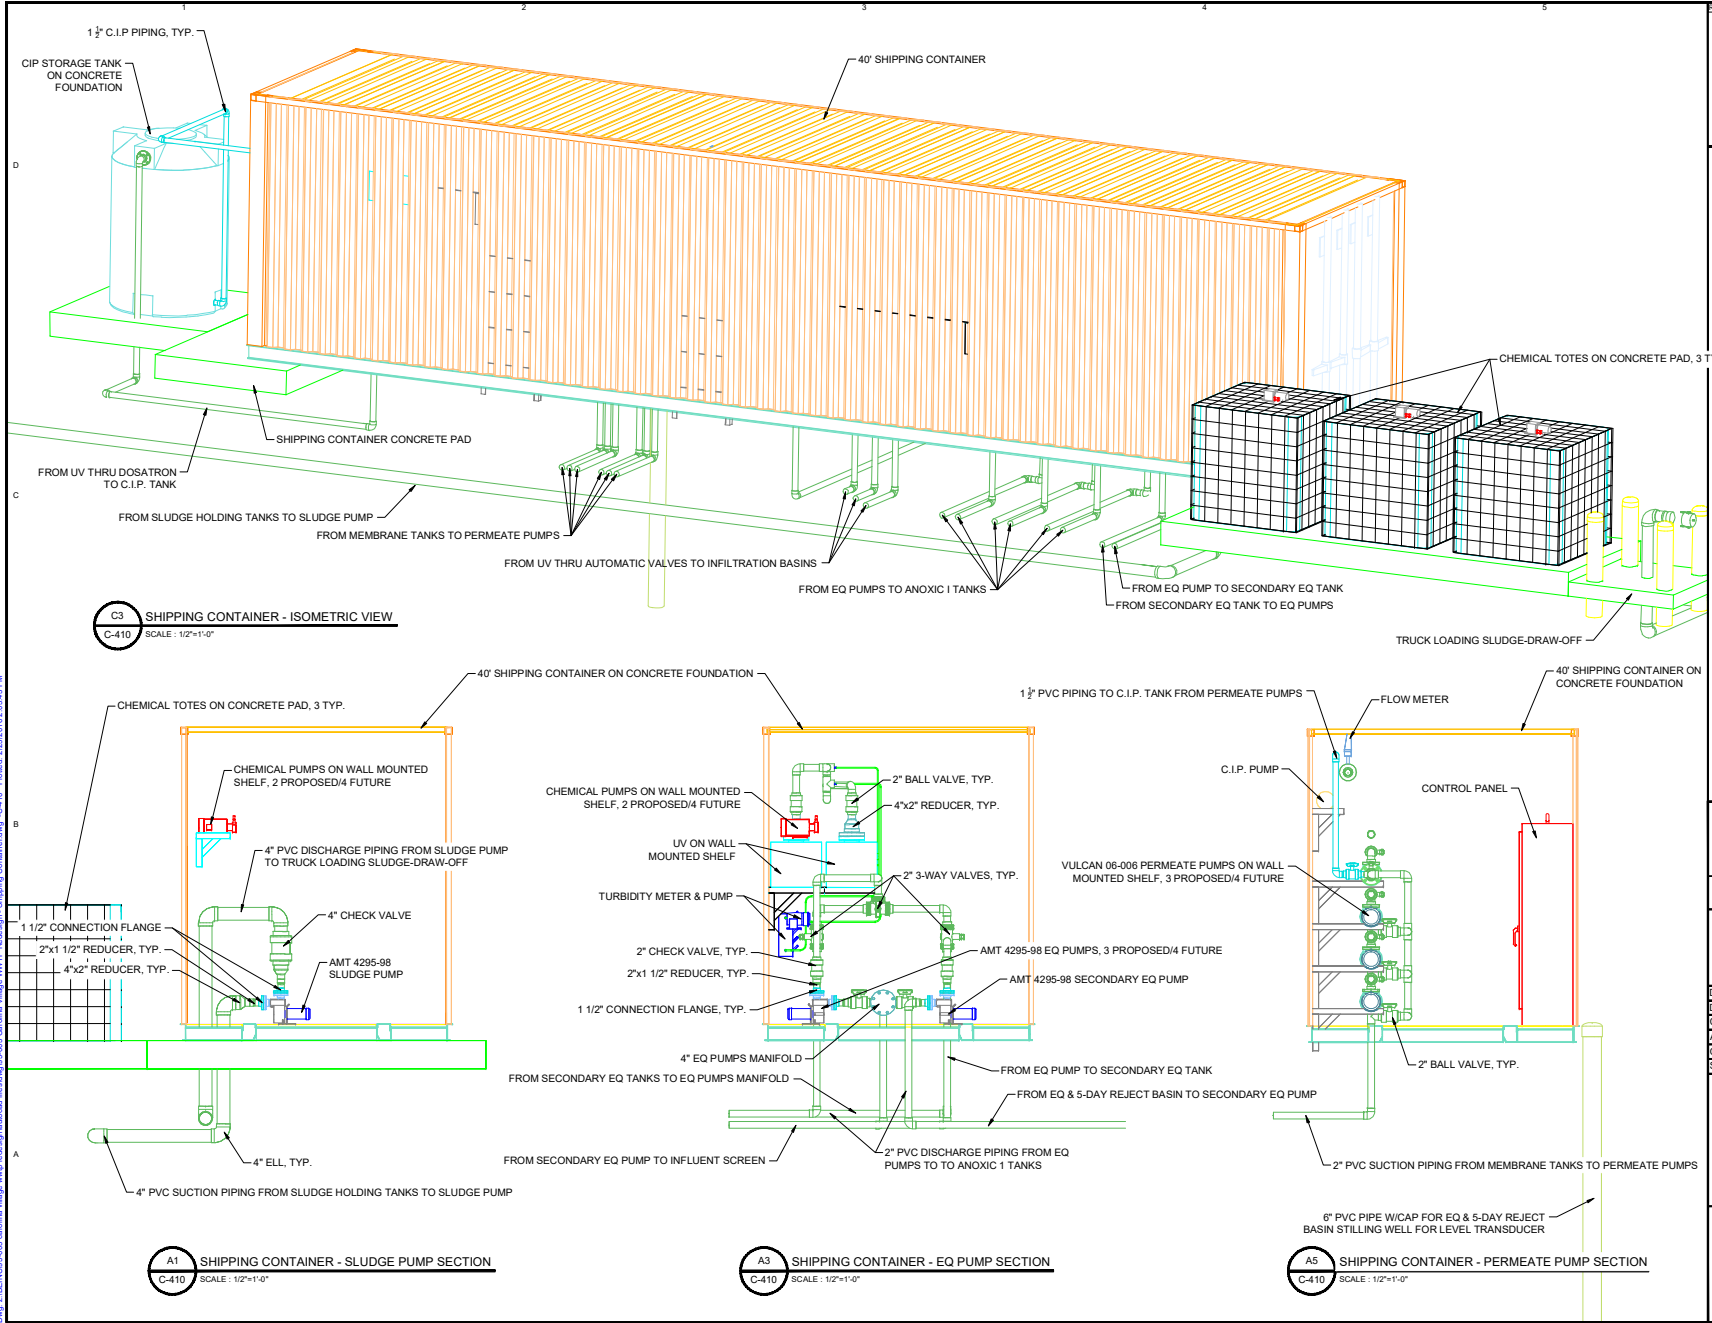 1 2 3 4 5
1 1/2" C.I.P PIPING, TYP.
CIP STORAGE TANK
ON CONCRETE
FOUNDATION
40' SHIPPING CONTAINER
D
CHEMICAL TOTES ON CONCRETE PAD, 3 T
SHIPPING CONTAINER CONCRETE PAD
FROM UV THRU DOSATRON
TO C.I.P. TANK
C
FROM SLUDGE HOLDING TANKS TO SLUDGE PUMP
FROM MEMBRANE TANKS TO PERMEATE PUMPS
FROM UV THRU AUTOMATIC VALVES TO INFILTRATION BASINS
FROM EQ PUMPS TO ANOXIC I TANKS
FROM EQ PUMP TO SECONDARY EQ TANK
FROM SECONDARY EQ TANK TO EQ PUMPS
TRUCK LOADING SLUDGE-DRAW-OFF
C3
C-410
SHIPPING CONTAINER - ISOMETRIC VIEW
SCALE : 1/2"=1'-0"
40' SHIPPING CONTAINER ON CONCRETE FOUNDATION
CHEMICAL TOTES ON CONCRETE PAD, 3 TYP.
CHEMICAL PUMPS ON WALL MOUNTED
SHELF, 2 PROPOSED/4 FUTURE
B
4" PVC DISCHARGE PIPING FROM SLUDGE PUMP
TO TRUCK LOADING SLUDGE-DRAW-OFF
4" CHECK VALVE
1 1/2" CONNECTION FLANGE
2"x1 1/2" REDUCER, TYP.
4"x2" REDUCER, TYP.
AMT 4295-98
SLUDGE PUMP
A
4" ELL, TYP.
4" PVC SUCTION PIPING FROM SLUDGE HOLDING TANKS TO SLUDGE PUMP
A1
C-410
SHIPPING CONTAINER - SLUDGE PUMP SECTION
SCALE : 1/2"=1'-0"
CHEMICAL PUMPS ON WALL MOUNTED
SHELF, 2 PROPOSED/4 FUTURE
2" BALL VALVE, TYP.
4"x2" REDUCER, TYP.
UV ON WALL
MOUNTED SHELF
2" 3-WAY VALVES, TYP.
TURBIDITY METER & PUMP
2" CHECK VALVE, TYP.
AMT 4295-98 EQ PUMPS, 3 PROPOSED/4 FUTURE
2"x1 1/2" REDUCER, TYP.
AMT 4295-98 SECONDARY EQ PUMP
1 1/2" CONNECTION FLANGE, TYP.
4" EQ PUMPS MANIFOLD
FROM SECONDARY EQ TANKS TO EQ PUMPS MANIFOLD
FROM EQ PUMP TO SECONDARY EQ TANK
FROM EQ & 5-DAY REJECT BASIN TO SECONDARY EQ PUMP
FROM SECONDARY EQ PUMP TO INFLUENT SCREEN
2" PVC DISCHARGE PIPING FROM EQ
PUMPS TO TO ANOXIC 1 TANKS
A3
C-410
SHIPPING CONTAINER - EQ PUMP SECTION
SCALE : 1/2"=1'-0"
1 1/2" PVC PIPING TO C.I.P. TANK FROM PERMEATE PUMPS
FLOW METER
40' SHIPPING CONTAINER ON
CONCRETE FOUNDATION
C.I.P. PUMP
CONTROL PANEL
VULCAN 06-006 PERMEATE PUMPS ON WALL
MOUNTED SHELF, 3 PROPOSED/4 FUTURE
2" BALL VALVE, TYP.
2" PVC SUCTION PIPING FROM MEMBRANE TANKS TO PERMEATE PUMPS
6" PVC PIPE W/CAP FOR EQ & 5-DAY REJECT
BASIN STILLING WELL FOR LEVEL TRANSDUCER
A5
C-410
SHIPPING CONTAINER - PERMEATE PUMP SECTION
SCALE : 1/2"=1'-0"